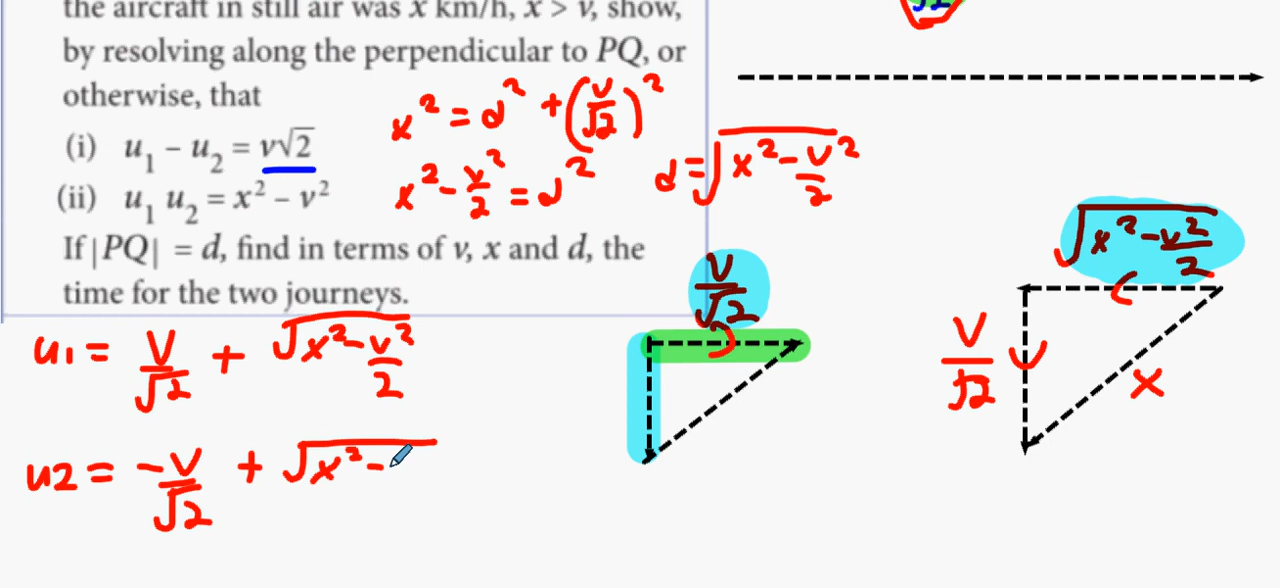 the aircraft in still air was x km/h, x > v, show,
by resolving along the perpendicular to PQ, or
otherwise, that
(i) u₁ − u₂ = v√2
(ii) u₁ u₂ = x² − v²
If |PQ| = d, find in terms of v, x and d, the
time for the two journeys.
x² = d² + (v/√2)²
x² − v²/2 = d²
d = √(x² − v²/2)
v/√2
√(x² − v²/2)
v/√2
x
u1 = v/√2 + √(x² − v²/2)
u2 = −v/√2 + √(x² −